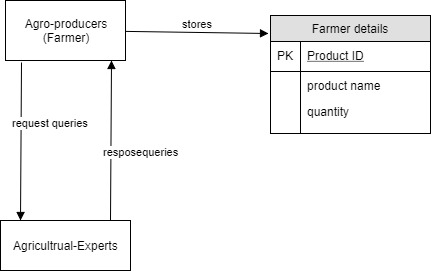 Agro-producers
(Farmer)
stores
Farmer details
PK Product ID
product name
quantity
request queries
resposequeries
Agricultrual-Experts